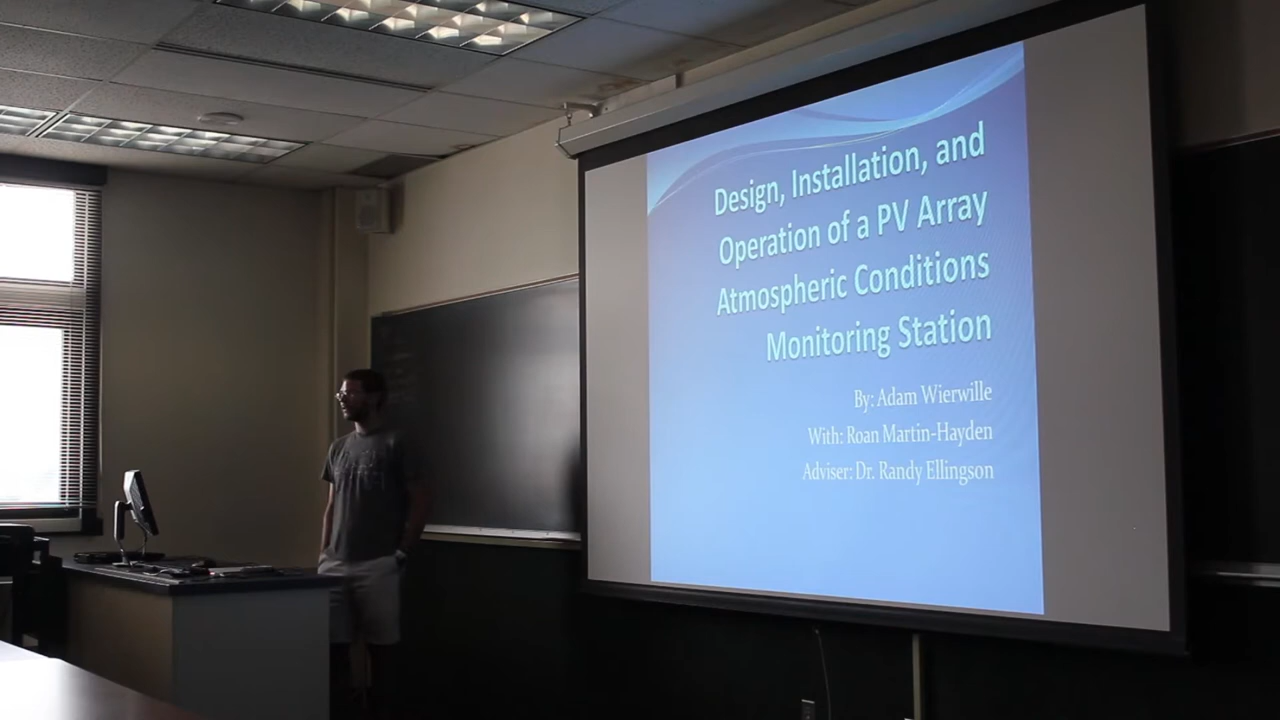 Design, Installation, and
Operation of a PV Array
Atmospheric Conditions
Monitoring Station
By: Adam Wierwille
With: Roan Martin-Hayden
Adviser: Dr. Randy Ellingson